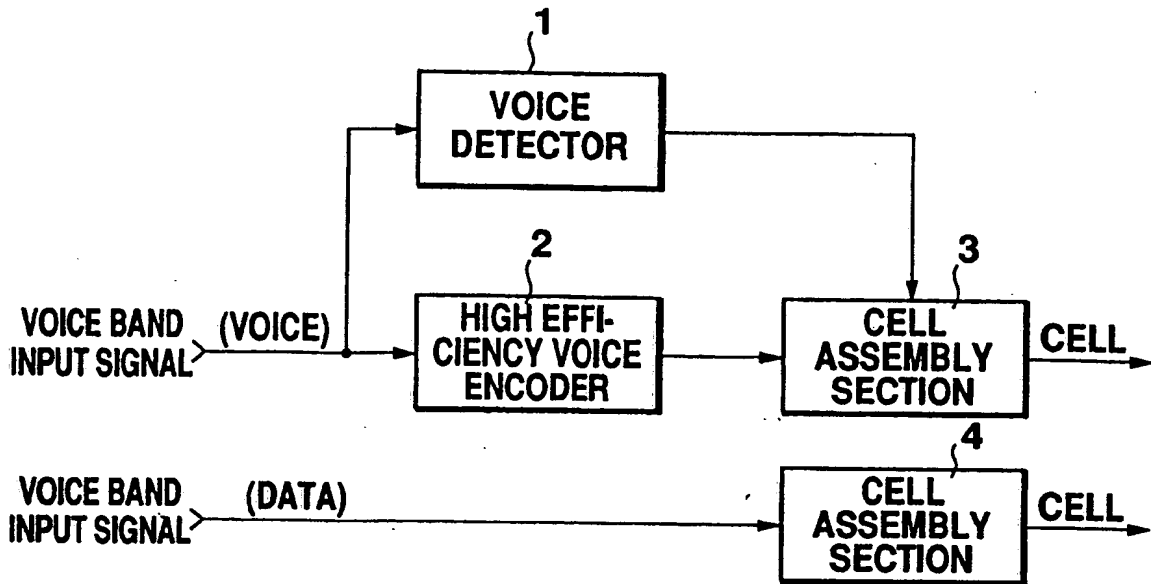 1
VOICE
DETECTOR
2
HIGH EFFI-
CIENCY VOICE
ENCODER
3
CELL
ASSEMBLY
SECTION
CELL
VOICE BAND
INPUT SIGNAL
(VOICE)
4
CELL
ASSEMBLY
SECTION
CELL
VOICE BAND
INPUT SIGNAL
(DATA)